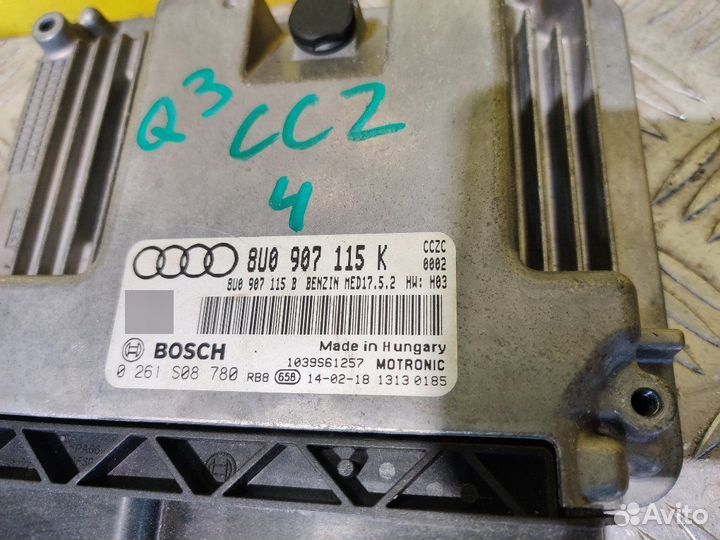 Q3 CCZ
4
8U0 907 115 K
CCZC
0002
8U0 907 115 B BENZIN MED17.5.2 HW: H03
BOSCH
Made in Hungary
1039S61257 MOTRONIC
0 261 S08 780 RB8 658 14-02-18 1313 0185
Avito